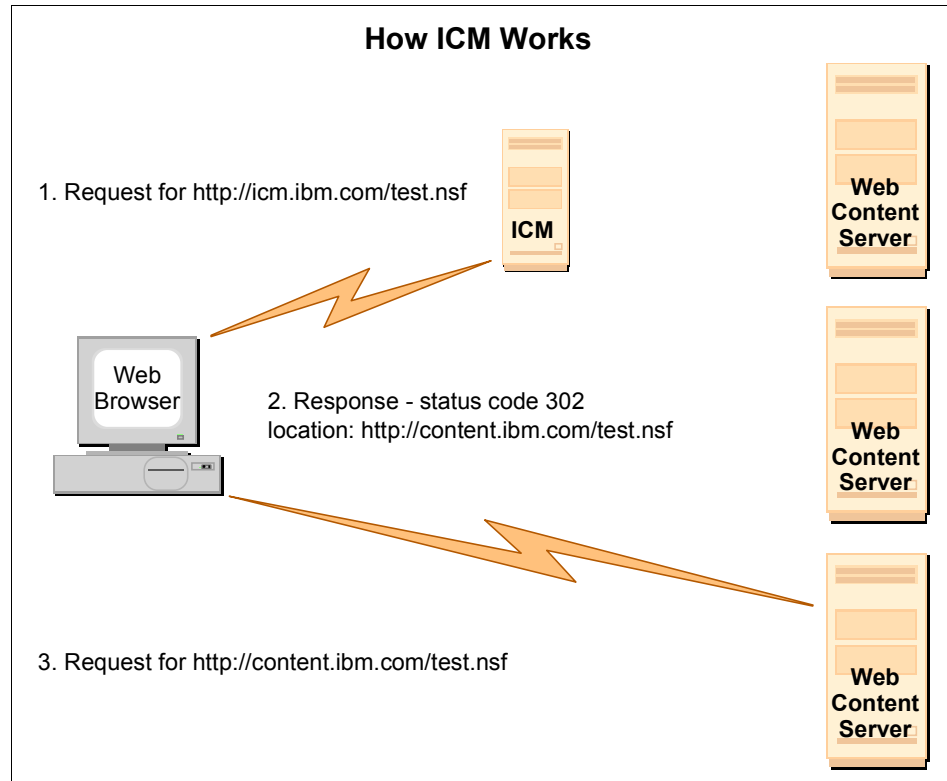 How ICM Works
Web
Content
Server
1. Request for http://icm.ibm.com/test.nsf
ICM
Web
Browser
2. Response - status code 302
location: http://content.ibm.com/test.nsf
Web
Content
Server
3. Request for http://content.ibm.com/test.nsf
Web
Content
Server